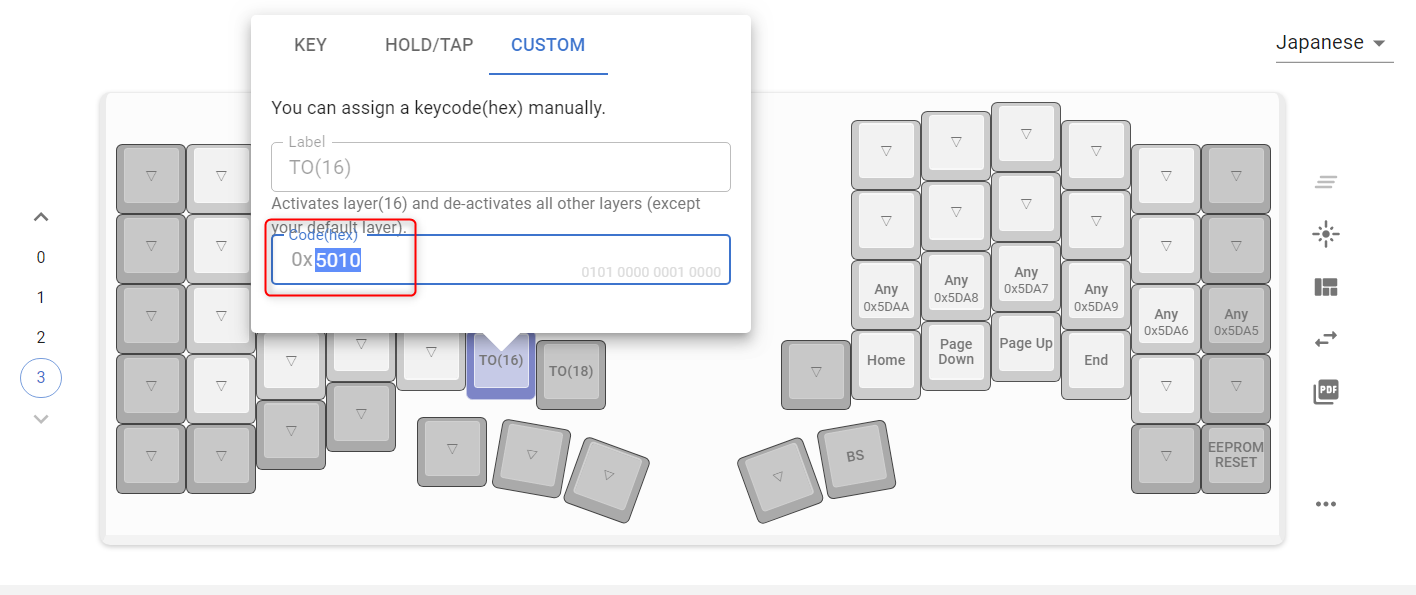 KEY HOLD/TAP CUSTOM
Japanese
You can assign a keycode(hex) manually.
Label
TO(16)
Activates layer(16) and de-activates all other layers (except
your default layer).
Code(hex)
0x5010
0101 0000 0001 0000
0
1
2
3
TO(16)
TO(18)
Any
0x5DAA
Any
0x5DA8
Any
0x5DA7
Any
0x5DA9
Any
0x5DA6
Any
0x5DA5
Home
Page
Down
Page Up
End
BS
EEPROM
RESET
PDF